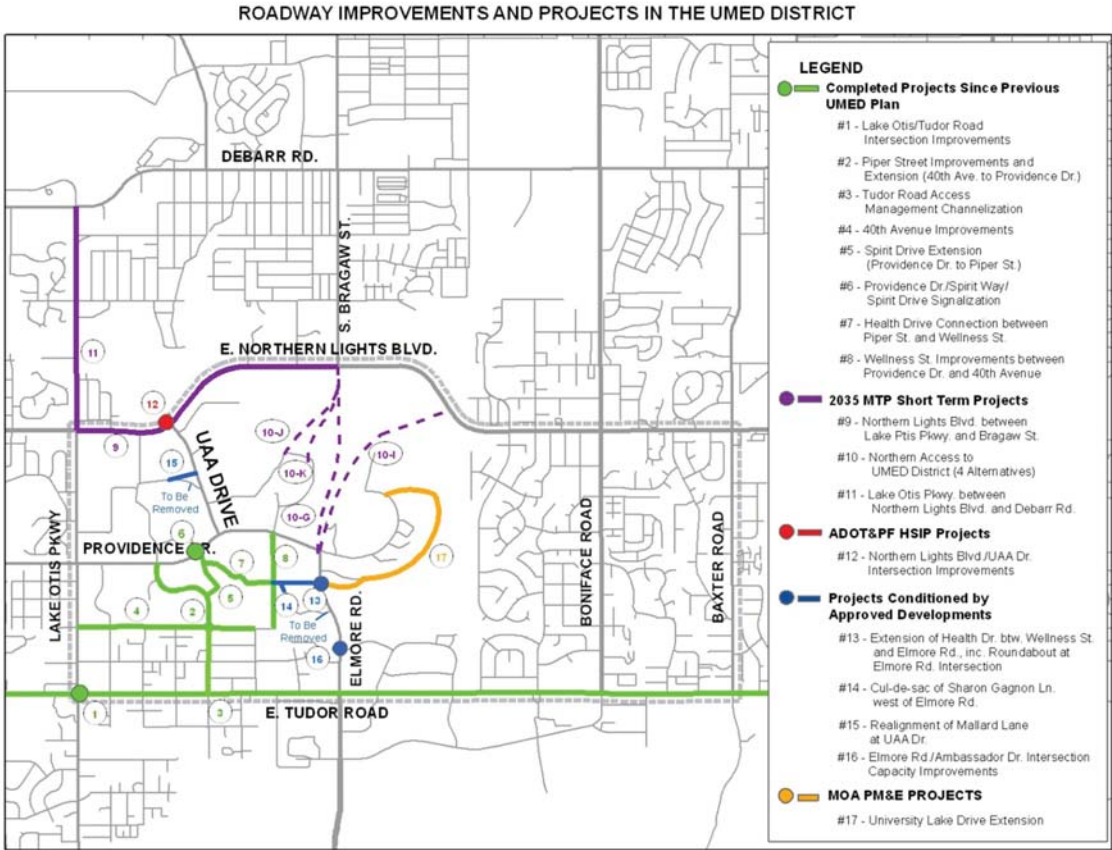 ROADWAY IMPROVEMENTS AND PROJECTS IN THE UMED DISTRICT
DEBARR RD.
S. BRAGAW ST.
E. NORTHERN LIGHTS BLVD.
11
12
9
10-J
10-K
10-I
10-G
15
To Be
Removed
UAA DRIVE
LAKE OTIS PKWY
PROVIDENCE DR.
6
7
8
17
4
2
5
14
13
To Be
Removed
16
ELMORE RD.
BONIFACE ROAD
BAXTER ROAD
1
3
E. TUDOR ROAD
LEGEND
Completed Projects Since Previous
UMED Plan
#1 - Lake Otis/Tudor Road
Intersection Improvements
#2 - Piper Street Improvements and
Extension (40th Ave. to Providence Dr.)
#3 - Tudor Road Access
Management Channelization
#4 - 40th Avenue Improvements
#5 - Spirit Drive Extension
(Providence Dr. to Piper St.)
#6 - Providence Dr./Spirit Way/
Spirit Drive Signalization
#7 - Health Drive Connection between
Piper St. and Wellness St.
#8 - Wellness St. Improvements between
Providence Dr. and 40th Avenue
2035 MTP Short Term Projects
#9 - Northern Lights Blvd. between
Lake Ptis Pkwy. and Bragaw St.
#10 - Northern Access to
UMED District (4 Alternatives)
#11 - Lake Otis Pkwy. between
Northern Lights Blvd. and Debarr Rd.
ADOT&PF HSIP Projects
#12 - Northern Lights Blvd./UAA Dr.
Intersection Improvements
Projects Conditioned by
Approved Developments
#13 - Extension of Health Dr. btw. Wellness St.
and Elmore Rd., inc. Roundabout at
Elmore Rd. Intersection
#14 - Cul-de-sac of Sharon Gagnon Ln.
west of Elmore Rd.
#15 - Realignment of Mallard Lane
at UAA Dr.
#16 - Elmore Rd./Ambassador Dr. Intersection
Capacity Improvements
MOA PM&E PROJECTS
#17 - University Lake Drive Extension